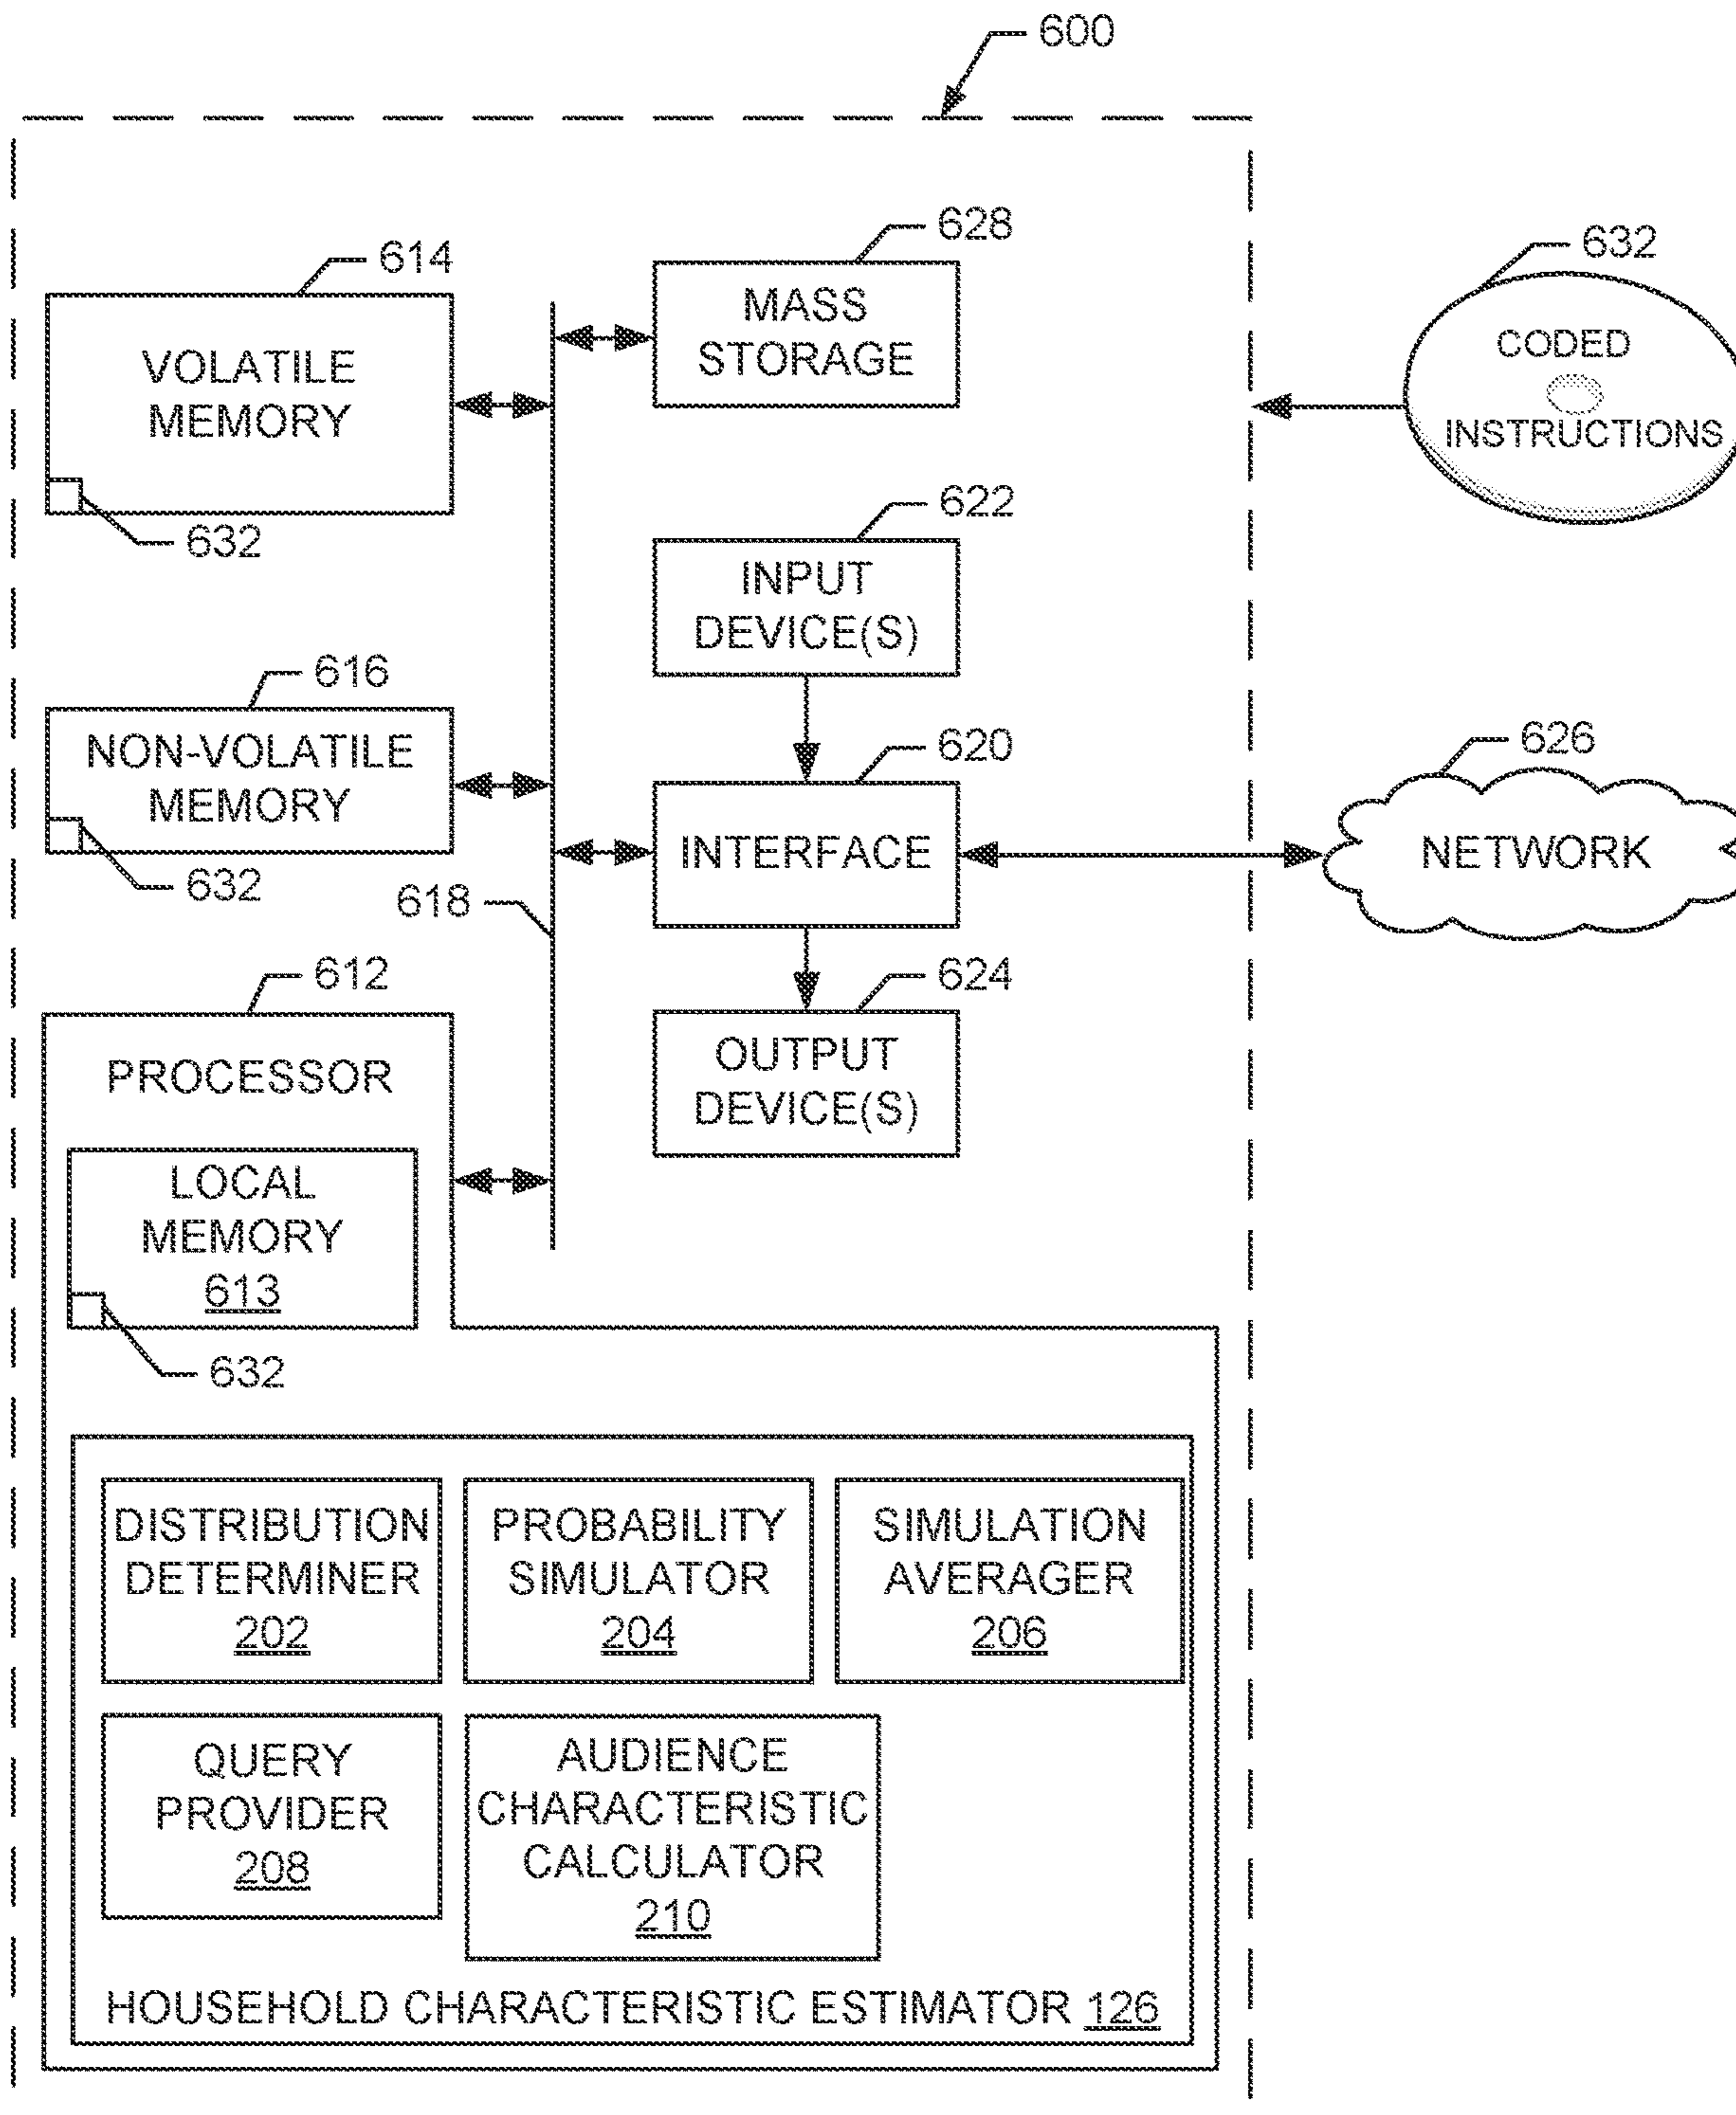 600
614
628
632
VOLATILE
MEMORY
MASS
STORAGE
CODED
INSTRUCTIONS
632
622
INPUT
DEVICE(S)
616
620
626
NON-VOLATILE
MEMORY
INTERFACE
NETWORK
632
618
612
624
PROCESSOR
OUTPUT
DEVICE(S)
LOCAL
MEMORY
613
632
DISTRIBUTION
DETERMINER
202
PROBABILITY
SIMULATOR
204
SIMULATION
AVERAGER
206
QUERY
PROVIDER
208
AUDIENCE
CHARACTERISTIC
CALCULATOR
210
HOUSEHOLD CHARACTERISTIC ESTIMATOR 126